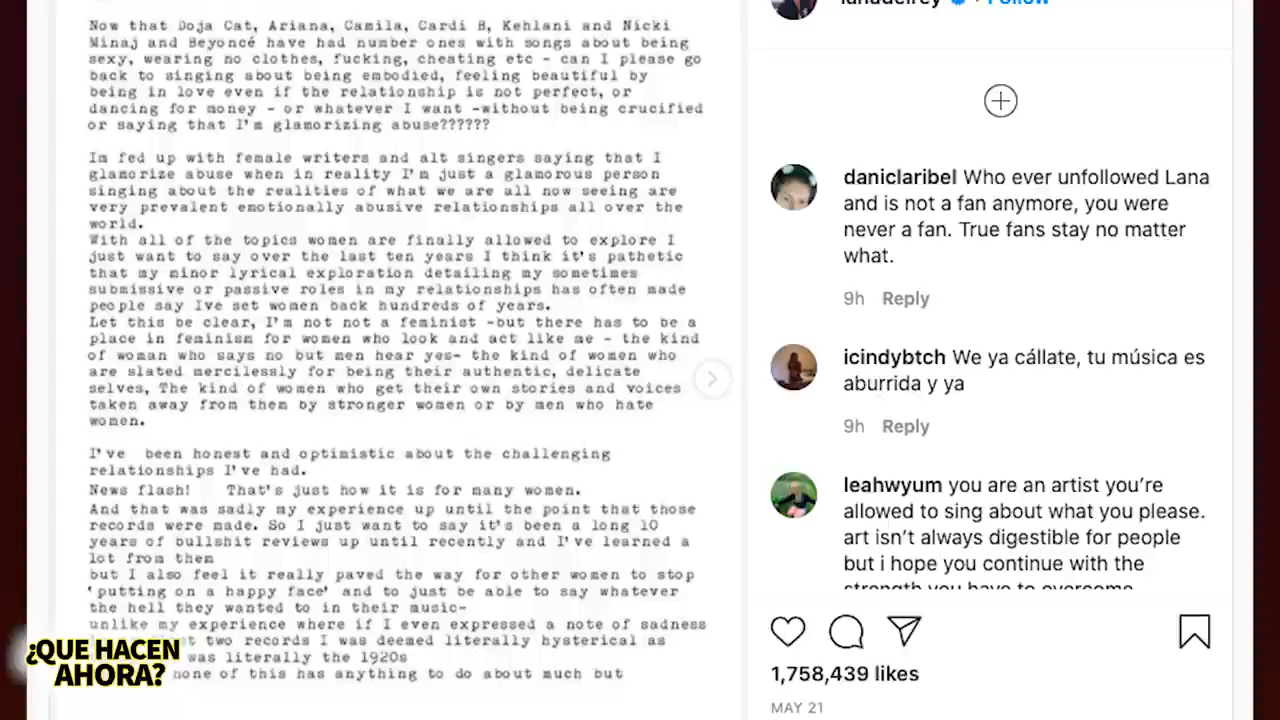 Now that Doja Cat, Ariana, Camila, Cardi B, Kehlani and Nicki
Minaj and Beyoncé have had number ones with songs about being
sexy, wearing no clothes, fucking, cheating etc - can I please go
back to singing about being embodied, feeling beautiful by
being in love even if the relationship is not perfect, or
dancing for money - or whatever I want -without being crucified
or saying that I'm glamorizing abuse??????
Im fed up with female writers and alt singers saying that I
glamorize abuse when in reality I'm just a glamorous person
singing about the realities of what we are all now seeing are
very prevalent emotionally abusive relationships all over the
world.
With all of the topics women are finally allowed to explore I
just want to say over the last ten years I think it's pathetic
that my minor lyrical exploration detailing my sometimes
submissive or passive roles in my relationships has often made
people say I've set women back hundreds of years.
Let this be clear, I'm not not a feminist -but there has to be a
place in feminism for women who look and act like me - the kind
of woman who says no but men hear yes- the kind of women who
are slated mercilessly for being their authentic, delicate
selves, The kind of women who get their own stories and voices
taken away from them by stronger women or by men who hate
women.
I've been honest and optimistic about the challenging
relationships I've had.
News flash! That's just how it is for many women.
And that was sadly my experience up until the point that those
records were made. So I just want to say it's been a long 10
years of bullshit reviews up until recently and I've learned a
lot from them
but I also feel it really paved the way for other women to stop
'putting on a happy face' and to just be able to say whatever
the hell they wanted to in their music-
unlike my experience where if I even expressed a note of sadness
two records I was deemed literally hysterical as
was literally the 1920s
none of this has anything to do about much but
¿QUE HACEN
AHORA?
lanadelrey • Follow
daniclaribel Who ever unfollowed Lana
and is not a fan anymore, you were
never a fan. True fans stay no matter
what.
9h Reply
icindybtch We ya cállate, tu música es
aburrida y ya
9h Reply
leahwyum you are an artist you're
allowed to sing about what you please.
art isn't always digestible for people
but i hope you continue with the
strength you have to overcome
1,758,439 likes
MAY 21